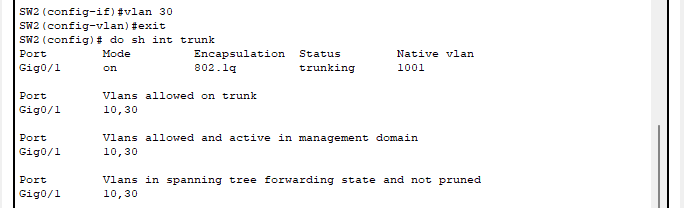 SW2(config-if)#vlan 30
SW2(config-vlan)#exit
SW2(config)# do sh int trunk
Port Mode Encapsulation Status Native vlan
Gig0/1 on 802.1q trunking 1001
Port Vlans allowed on trunk
Gig0/1 10,30
Port Vlans allowed and active in management domain
Gig0/1 10,30
Port Vlans in spanning tree forwarding state and not pruned
Gig0/1 10,30